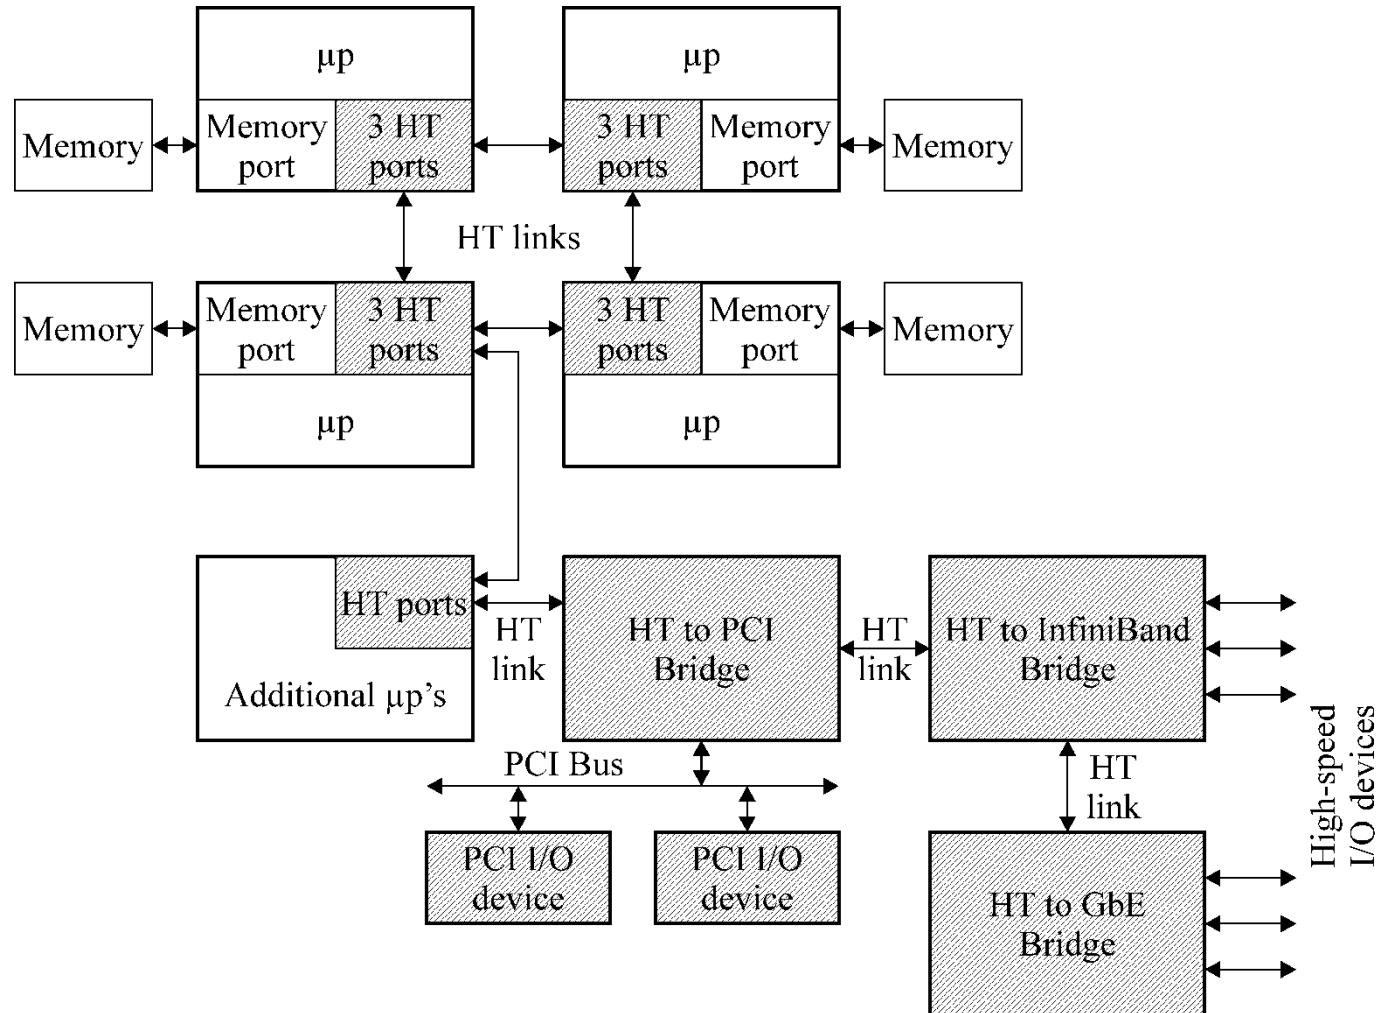 µp
µp
Memory
Memory
port
3 HT
ports
3 HT
ports
Memory
port
Memory
HT links
Memory
Memory
port
3 HT
ports
3 HT
ports
Memory
port
Memory
µp
µp
HT ports
Additional µp's
HT
link
HT to PCI
Bridge
HT
link
HT to InfiniBand
Bridge
High-speed
I/O devices
PCI Bus
HT
link
PCI I/O
device
PCI I/O
device
HT to GbE
Bridge